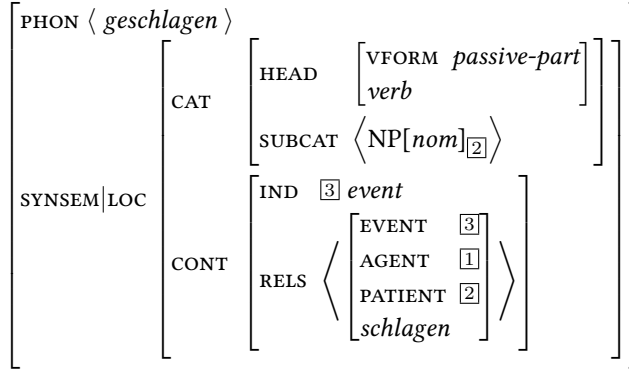 PHON ⟨ geschlagen ⟩
HEAD [VFORM passive-part
verb]
CAT
SUBCAT ⟨NP[nom]2⟩
SYNSEM|LOC
IND 3 event
EVENT 3
AGENT 1
CONT
RELS
PATIENT 2
schlagen